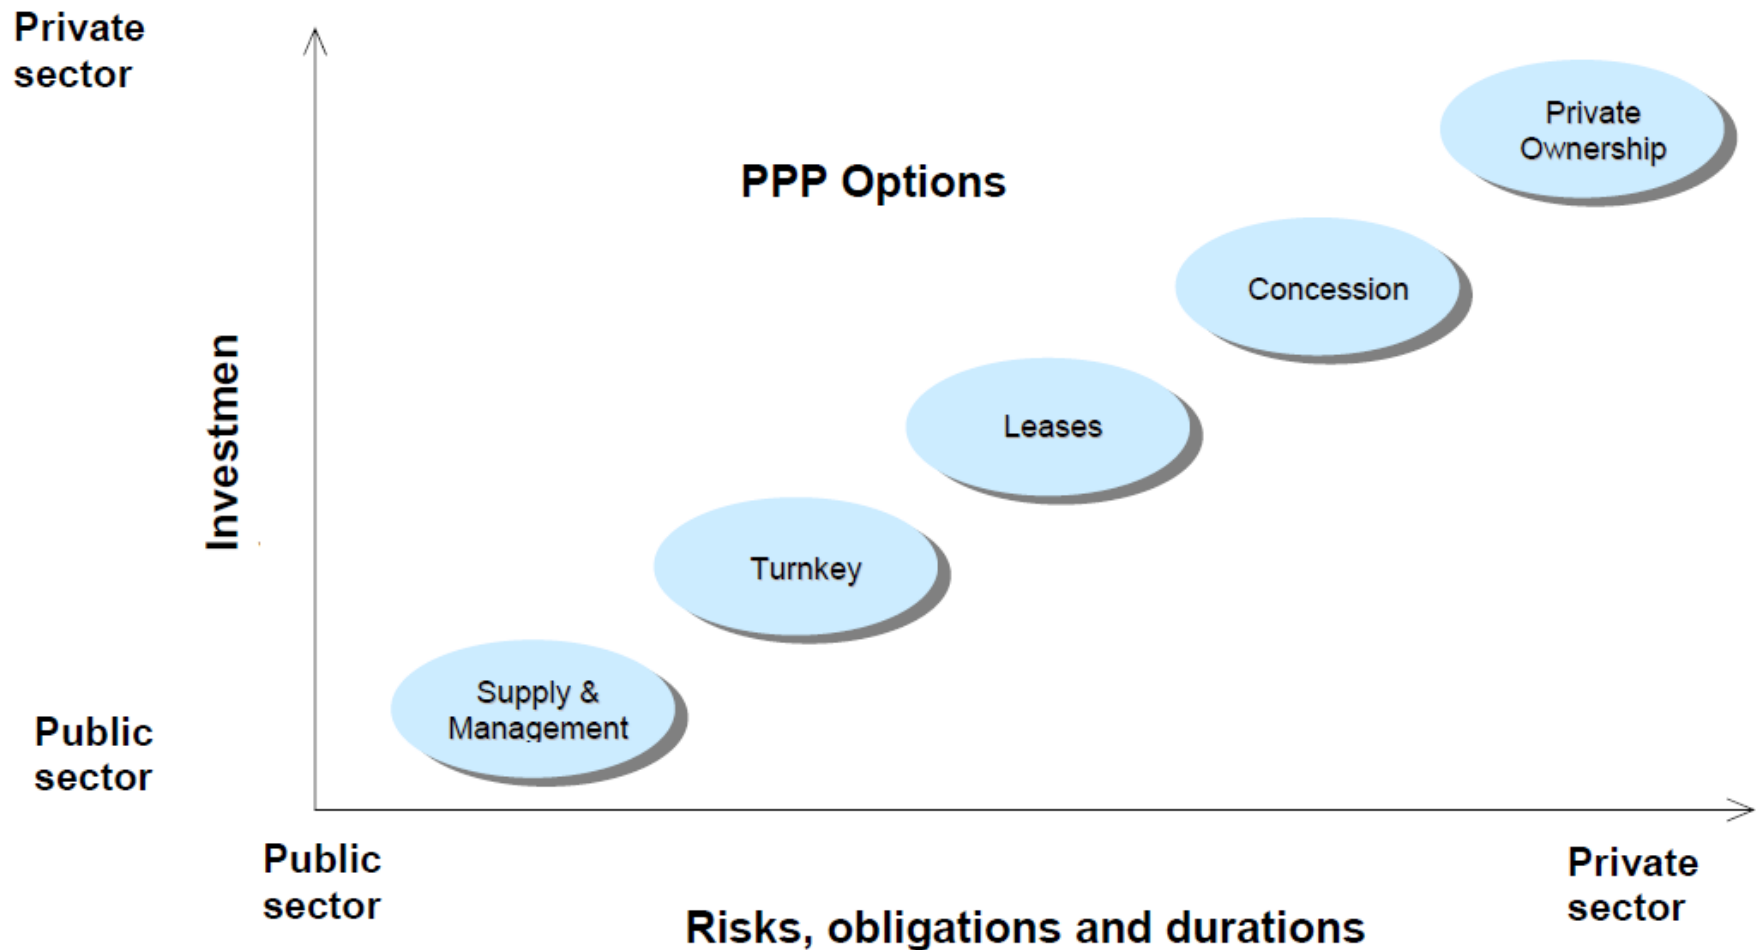 Private
sector
PPP Options
Private
Ownership
Concession
Leases
Turnkey
Supply &
Management
Investmen
Public
sector
Public
sector
Private
sector
Risks, obligations and durations